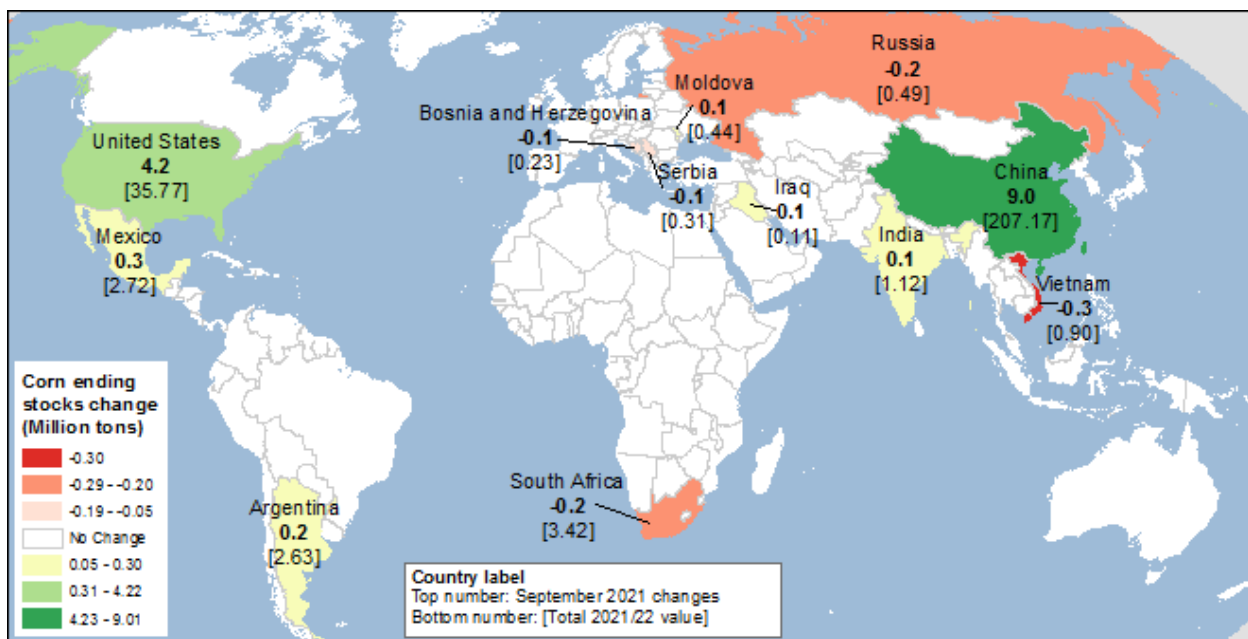 Russia
-0.2
[0.49]
Moldova
0.1
[0.44]
Bosnia and Herzegovina
-0.1
[0.23]
United States
4.2
[35.77]
Serbia
-0.1
[0.31]
Iraq
0.1
[0.11]
China
9.0
[207.17]
Mexico
0.3
[2.72]
India
0.1
[1.12]
Vietnam
-0.3
[0.90]
South Africa
-0.2
[3.42]
Argentina
0.2
[2.63]
Corn ending
stocks change
(Million tons)
-0.30
-0.29 - -0.20
-0.19 - -0.05
No Change
0.05 - 0.30
0.31 - 4.22
4.23 - 9.01
Country label
Top number: September 2021 changes
Bottom number: [Total 2021/22 value]